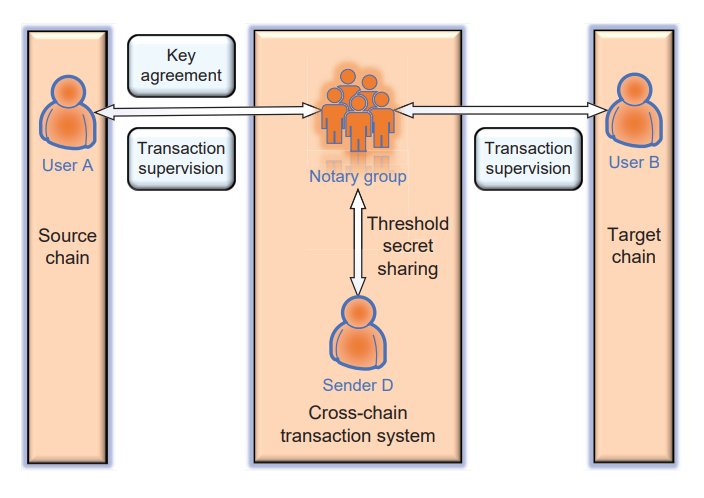 Key
agreement
User A
Transaction
supervision
Source
chain
Notary group
Threshold
secret
sharing
Sender D
Cross-chain
transaction system
Transaction
supervision
User B
Target
chain